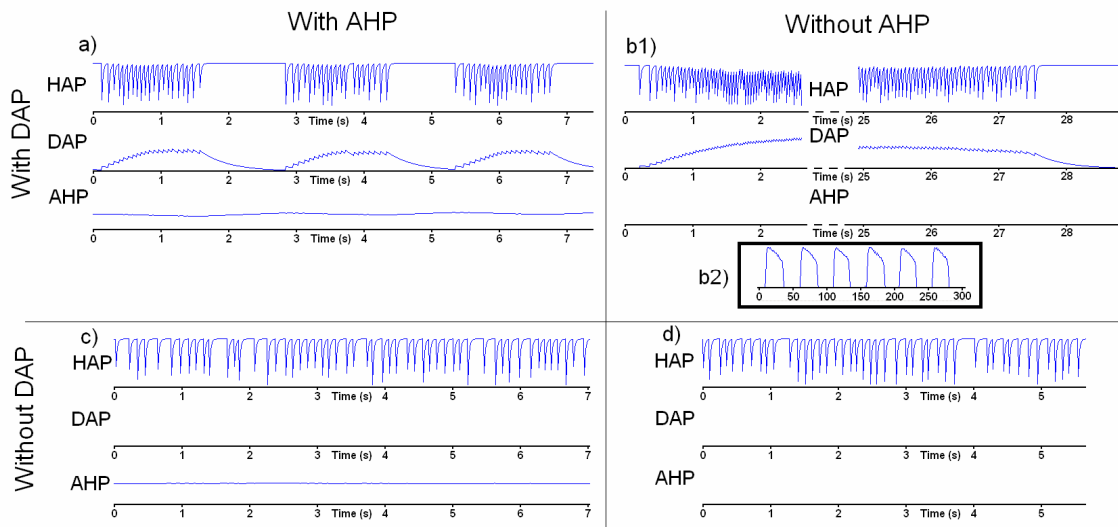 With AHP
Without AHP
With DAP
Without DAP
a)
HAP
0 1 2 3 Time (s) 4 5 6 7
DAP
0 1 2 3 Time (s) 4 5 6 7
AHP
0 1 2 3 Time (s) 4 5 6 7
b1)
HAP
0 1 2 Time (s) 25 26 27 28
DAP
0 1 2 Time (s) 25 26 27 28
AHP
0 1 2 Time (s) 25 26 27 28
b2)
0 50 100 150 200 250 300
c)
HAP
0 1 2 3 Time (s) 4 5 6 7
DAP
0 1 2 3 Time (s) 4 5 6 7
AHP
0 1 2 3 Time (s) 4 5 6 7
d)
HAP
0 1 2 Time (s) 3 4 5
DAP
0 1 2 Time (s) 3 4 5
AHP
0 1 2 Time (s) 3 4 5